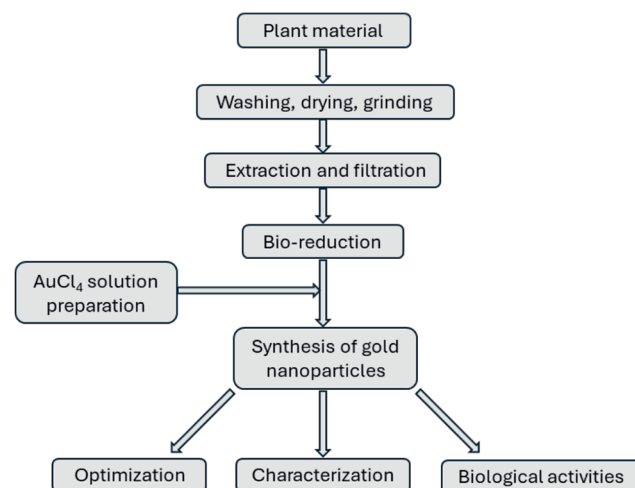 Plant material
Washing, drying, grinding
Extraction and filtration
Bio-reduction
AuCl₄ solution
preparation
Synthesis of gold
nanoparticles
Optimization
Characterization
Biological activities